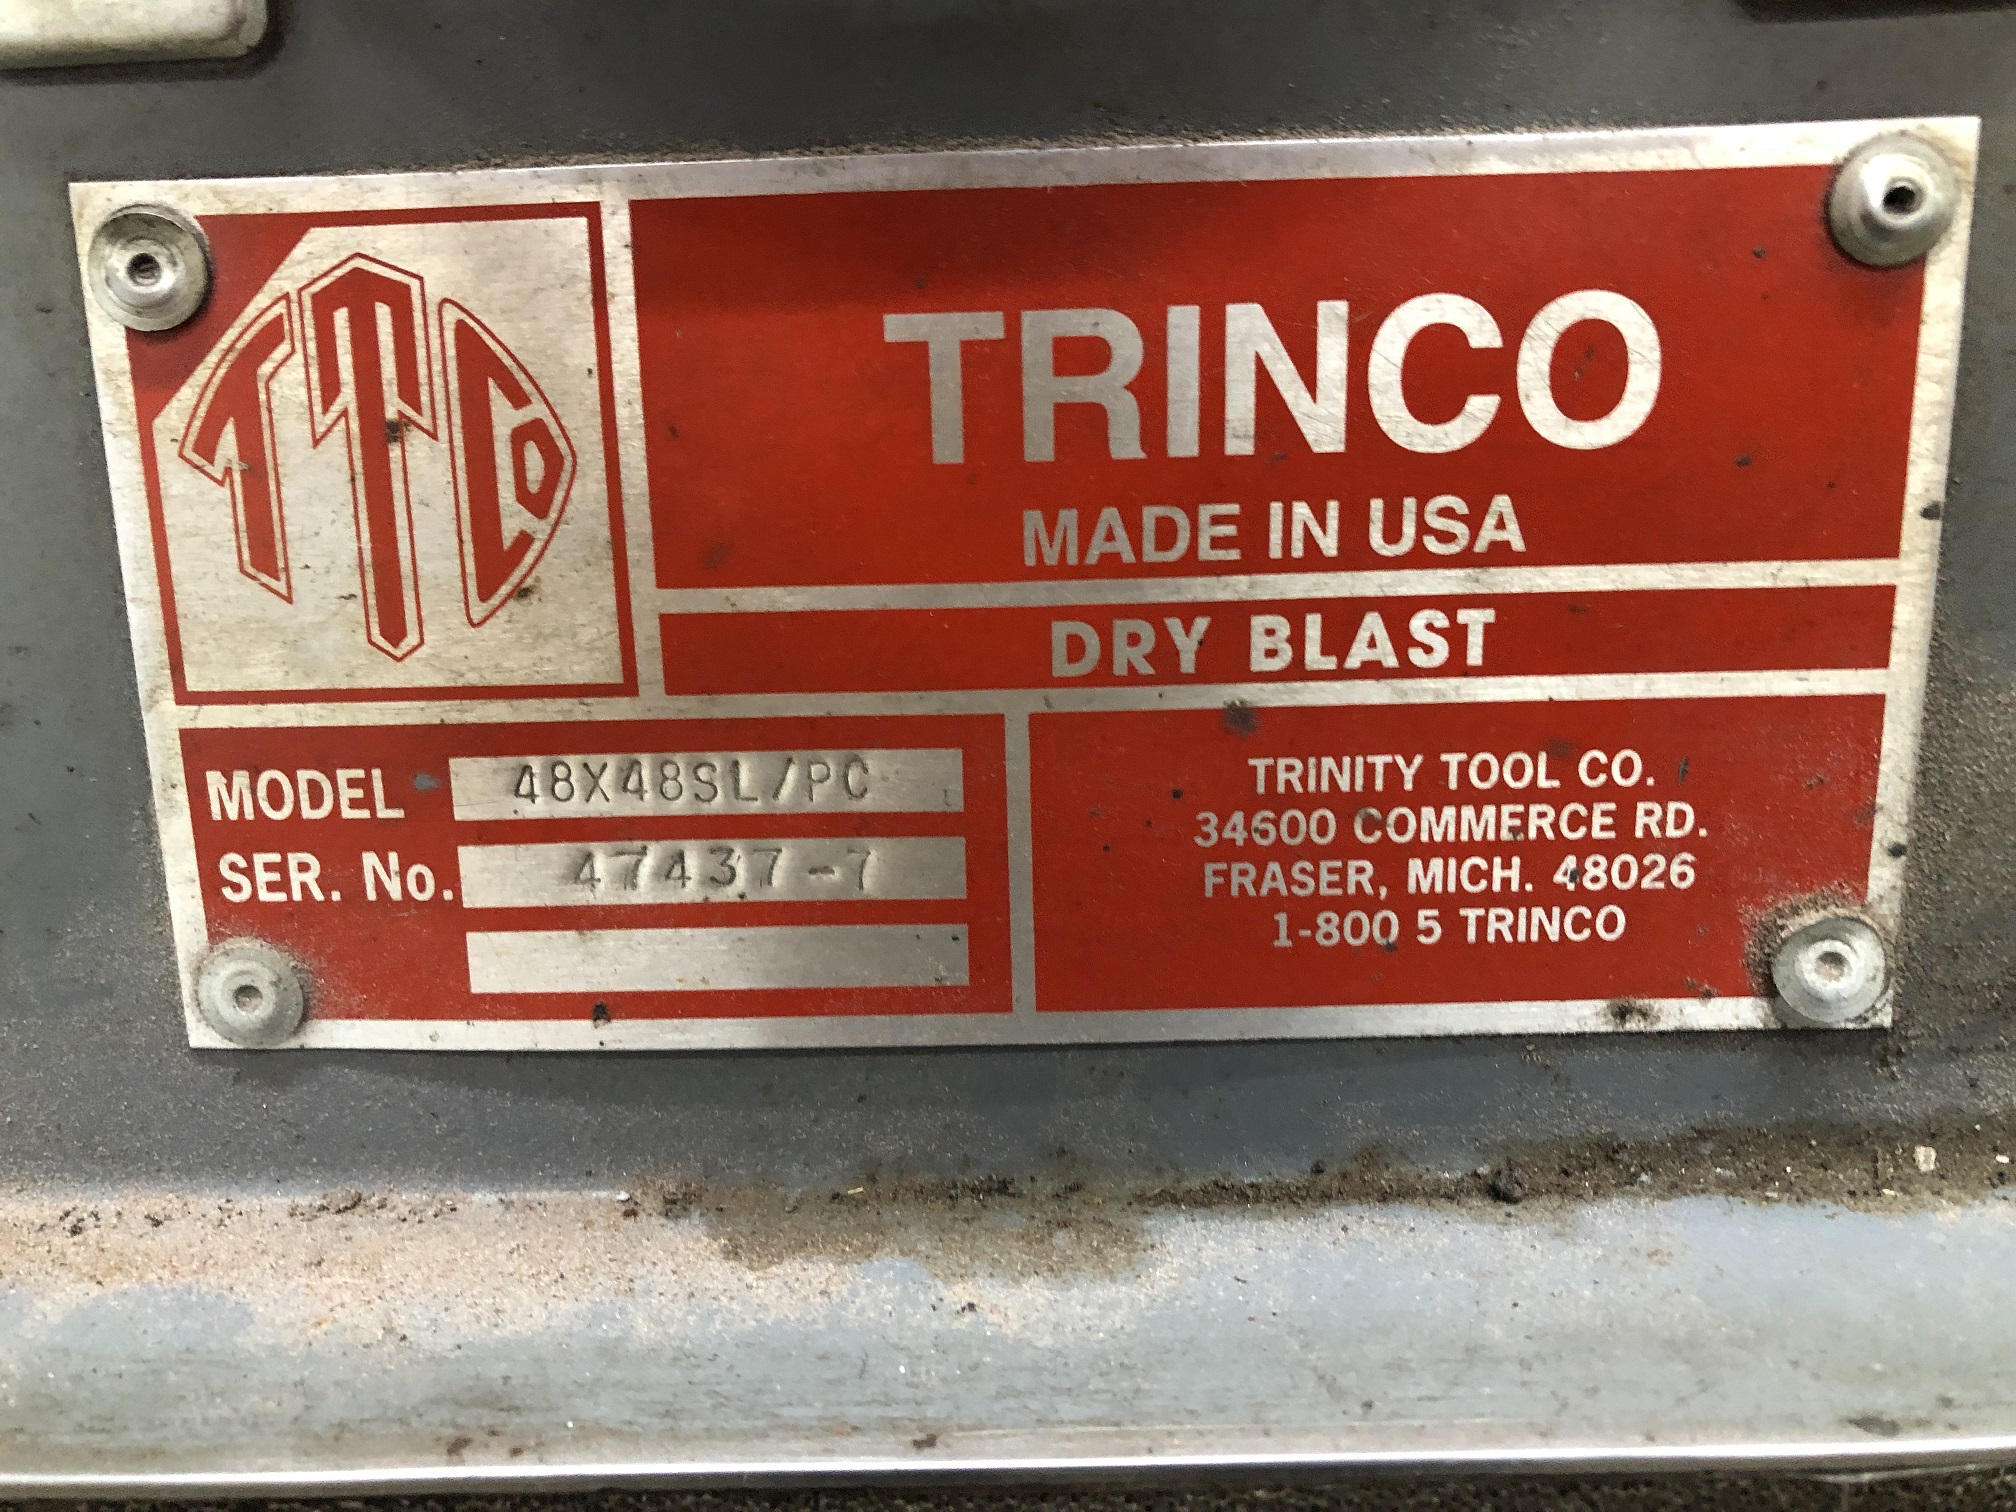 TTCO
TRINCO
MADE IN USA
DRY BLAST
MODEL 48X48SL/PC
SER. No. 47437-7
TRINITY TOOL CO.
34600 COMMERCE RD.
FRASER, MICH. 48026
1-800 5 TRINCO